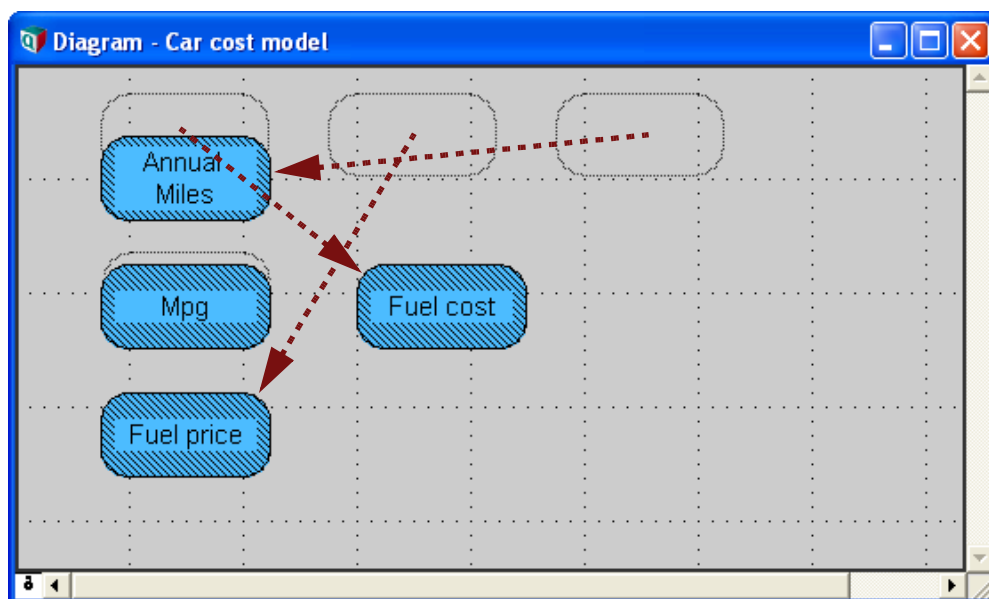 Diagram - Car cost model
Annual
Miles
Mpg
Fuel cost
Fuel price